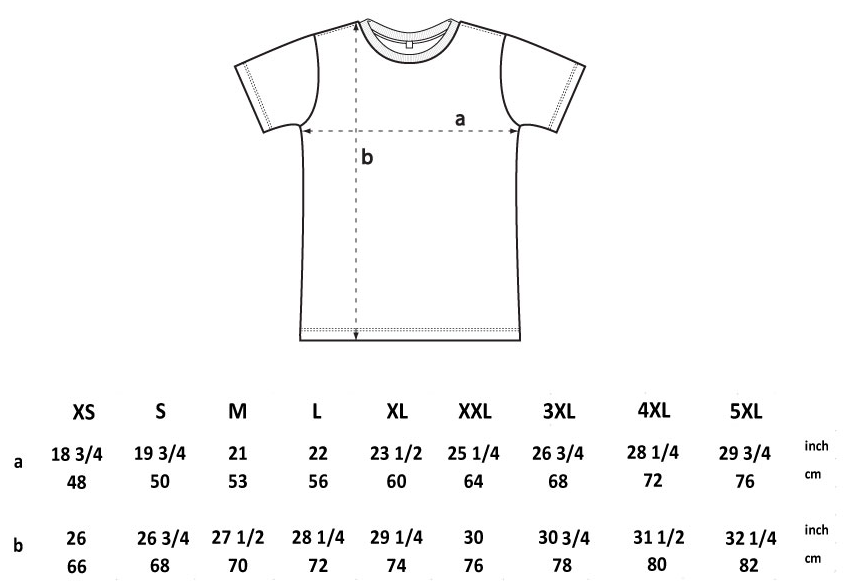 a
b
XS S M L XL XXL 3XL 4XL 5XL
a 18 3/4 19 3/4 21 22 23 1/2 25 1/4 26 3/4 28 1/4 29 3/4 inch
48 50 53 56 60 64 68 72 76 cm
b 26 26 3/4 27 1/2 28 1/4 29 1/4 30 30 3/4 31 1/2 32 1/4 inch
66 68 70 72 74 76 78 80 82 cm